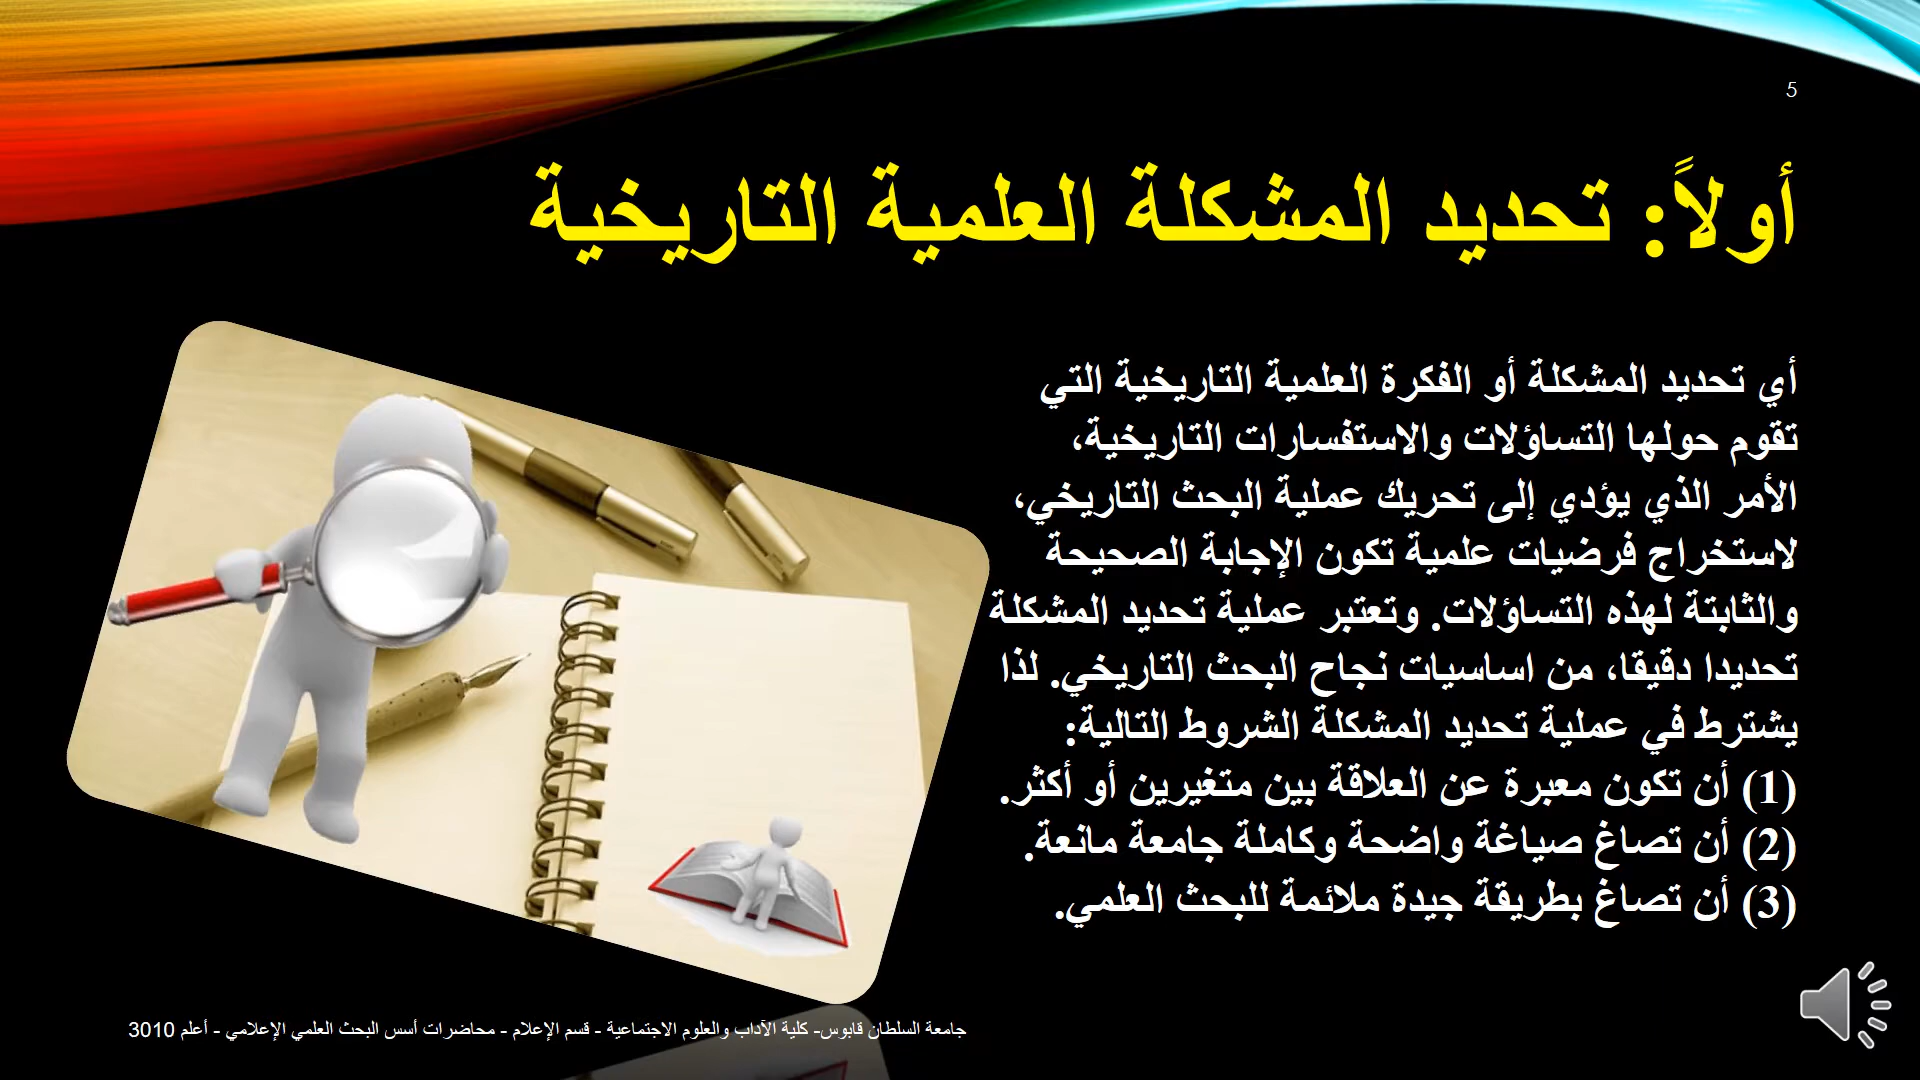 5
أولاً: تحديد المشكلة العلمية التاريخية
أي تحديد المشكلة أو الفكرة العلمية التاريخية التي
تقوم حولها التساؤلات والاستفسارات التاريخية،
الأمر الذي يؤدي إلى تحريك عملية البحث التاريخي،
لاستخراج فرضيات علمية تكون الإجابة الصحيحة
والثابتة لهذه التساؤلات. وتعتبر عملية تحديد المشكلة
تحديدا دقيقا، من اساسيات نجاح البحث التاريخي. لذا
يشترط في عملية تحديد المشكلة الشروط التالية:
(1) أن تكون معبرة عن العلاقة بين متغيرين أو أكثر.
(2) أن تصاغ صياغة واضحة وكاملة جامعة مانعة.
(3) أن تصاغ بطريقة جيدة ملائمة للبحث العلمي.
جامعة السلطان قابوس- كلية الآداب والعلوم الاجتماعية - قسم الإعلام - محاضرات أسس البحث العلمي الإعلامي - أعلم 3010